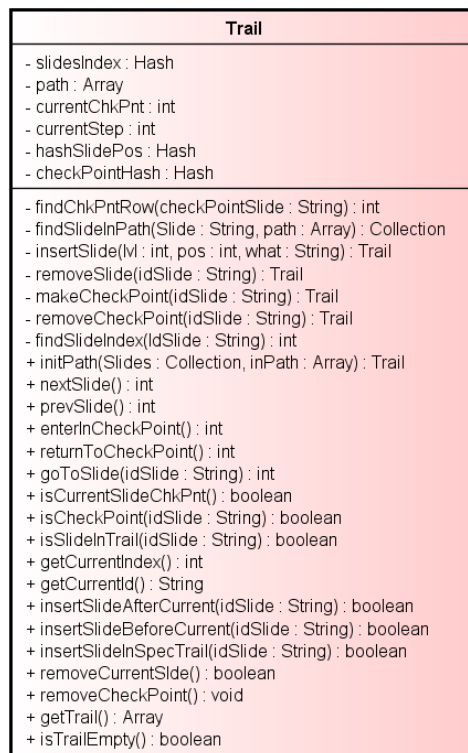 Trail
- slidesIndex : Hash
- path : Array
- currentChkPnt : int
- currentStep : int
- hashSlidePos : Hash
- checkPointHash : Hash
- findChkPntRow(checkPointSlide : String) : int
- findSlideInPath(Slide : String, path : Array) : Collection
- insertSlide(lvl : int, pos : int, what : String) : Trail
- removeSlide(idSlide : String) : Trail
- makeCheckPoint(idSlide : String) : Trail
- removeCheckPoint(idSlide : String) : Trail
- findSlideIndex(IdSlide : String) : int
+ initPath(Slides : Collection, inPath : Array) : Trail
+ nextSlide() : int
+ prevSlide() : int
+ enterInCheckPoint() : int
+ returnToCheckPoint() : int
+ goToSlide(idSlide : String) : int
+ isCurrentSlideChkPnt() : boolean
+ isCheckPoint(idSlide : String) : boolean
+ isSlideInTrail(idSlide : String) : boolean
+ getCurrentIndex() : int
+ getCurrentId() : String
+ insertSlideAfterCurrent(idSlide : String) : boolean
+ insertSlideBeforeCurrent(idSlide : String) : boolean
+ insertSlideInSpecTrail(idSlide : String) : boolean
+ removeCurrentSlde() : boolean
+ removeCheckPoint() : void
+ getTrail() : Array
+ isTrailEmpty() : boolean